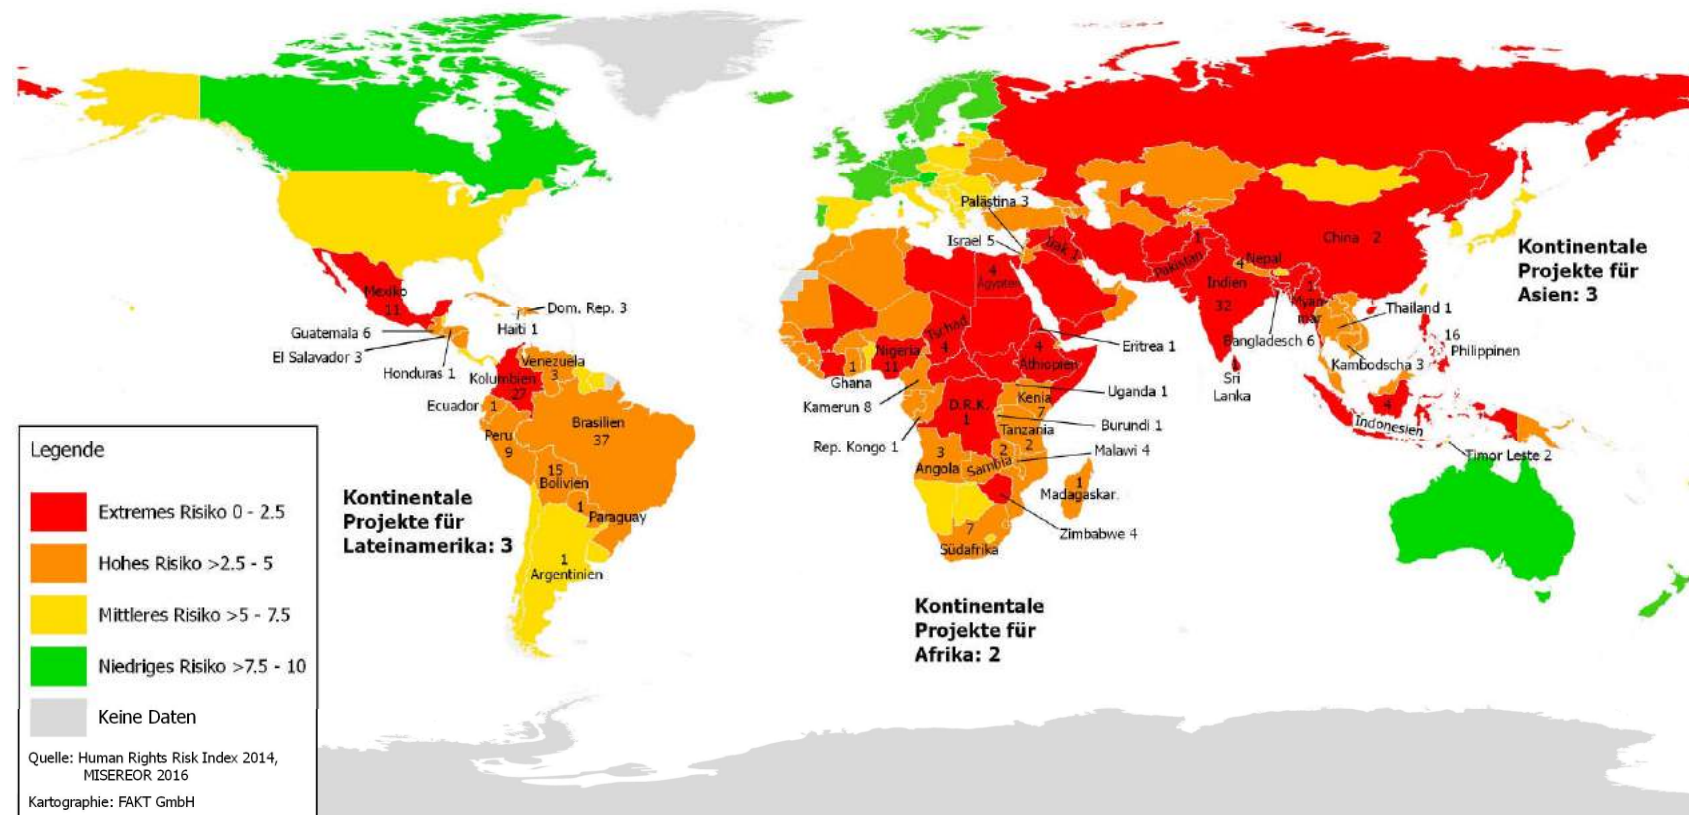 Palästina 3
Israel 5
Irak 1
4
Ägypten
1
Pakistan
Nepal
4
Indien
32
China 2
Kontinentale
Projekte für
Asien: 3
Mexiko
11
Dom. Rep. 3
Haiti 1
Guatemala 6
El Salavador 3
Honduras 1
Venezuela
3
Kolumbien
27
Ecuador 1
Peru
9
Brasilien
37
15
Bolivien
1
Paraguay
1
Argentinien
Kontinentale
Projekte für
Lateinamerika: 3
Tschad
4
Nigeria
11
1
Ghana
Kamerun 8
Rep. Kongo 1
D.R.K.
1
4
Äthiopien
Eritrea 1
Uganda 1
Kenia
7
Burundi 1
Tanzania
2
Malawi 4
3
Angola
2
Sambia
1
Madagaskar.
Zimbabwe 4
7
Südafrika
Kontinentale
Projekte für
Afrika: 2
1
Myan-
mar
Thailand 1
Bangladesch 6
Kambodscha 3
16
Philippinen
Sri
Lanka
4
Indonesien
Timor Leste 2
Legende
Extremes Risiko 0 - 2.5
Hohes Risiko >2.5 - 5
Mittleres Risiko >5 - 7.5
Niedriges Risiko >7.5 - 10
Keine Daten
Quelle: Human Rights Risk Index 2014,
MISEREOR 2016
Kartographie: FAKT GmbH